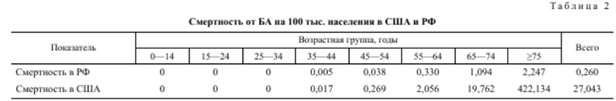 Таблица 2
Смертность от БА на 100 тыс. населения в США и РФ
Показатель Возрастная группа, годы Всего
0—14 15—24 25—34 35—44 45—54 55—64 65—74 ≥75
Смертность в РФ 0 0 0 0,005 0,038 0,330 1,094 2,247 0,260
Смертность в США 0 0 0 0,017 0,269 2,056 19,762 422,134 27,043